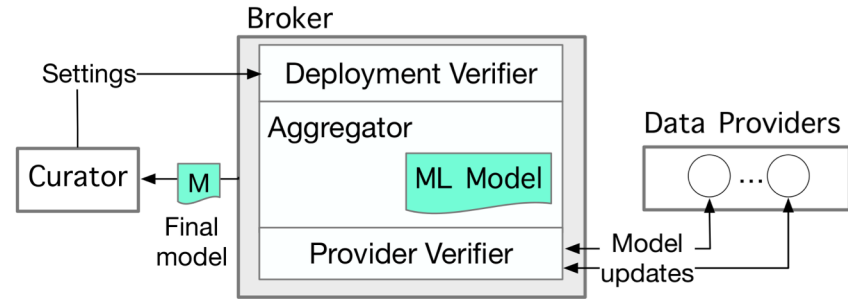 Broker
Settings
Deployment Verifier
Aggregator
Data Providers
Curator
M
ML Model
...
Final
model
Provider Verifier
Model
updates